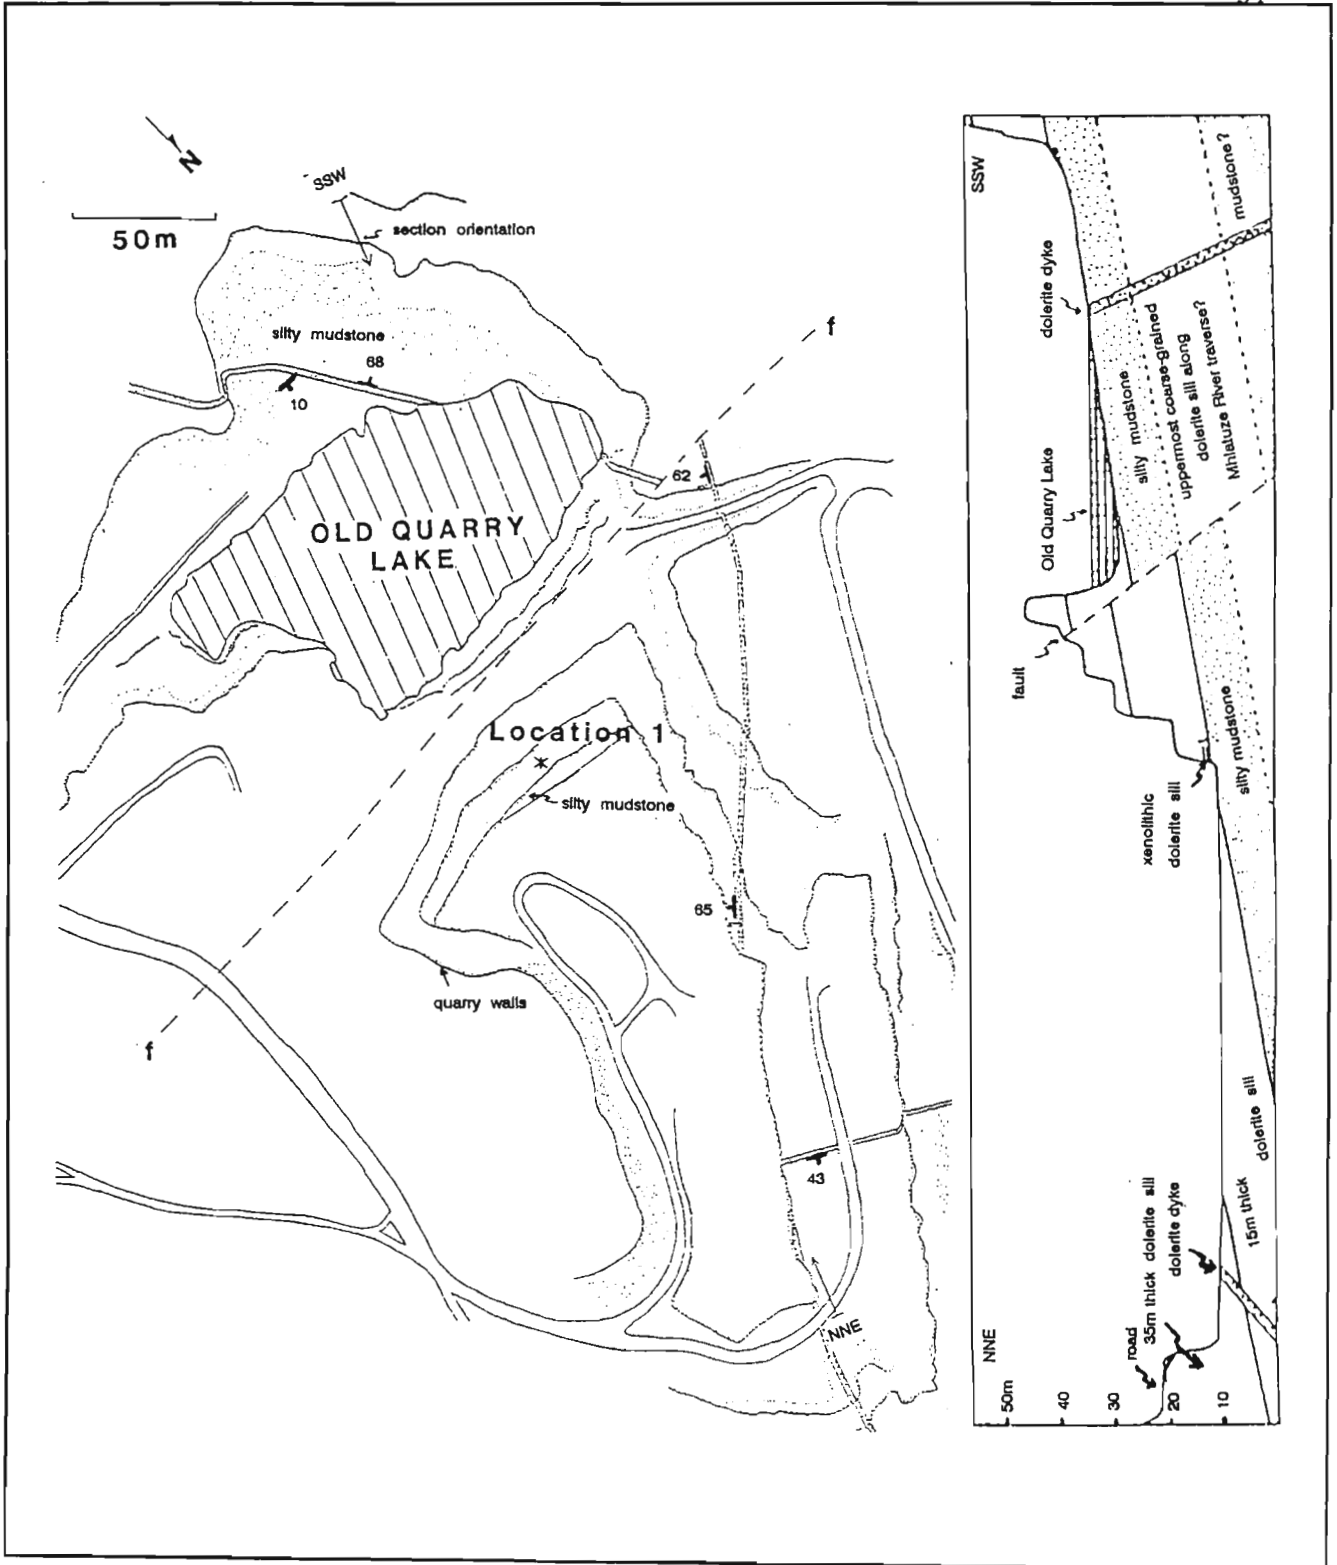 N
50m
SSW
section orientation
silty mudstone
68
10
f
62
OLD QUARRY
LAKE
Location 1
silty mudstone
65
quarry walls
f
43
NNE
SSW
dolerite dyke
mudstone?
silty mudstone
uppermost coarse-grained
dolerite sill along
Mniatuze River traverse?
Old Quarry Lake
fault
xenolithic
dolerite sill
silty mudstone
15m thick dolerite sill
NNE
road
35m thick dolerite sill
dolerite dyke
50m
40
30
20
10